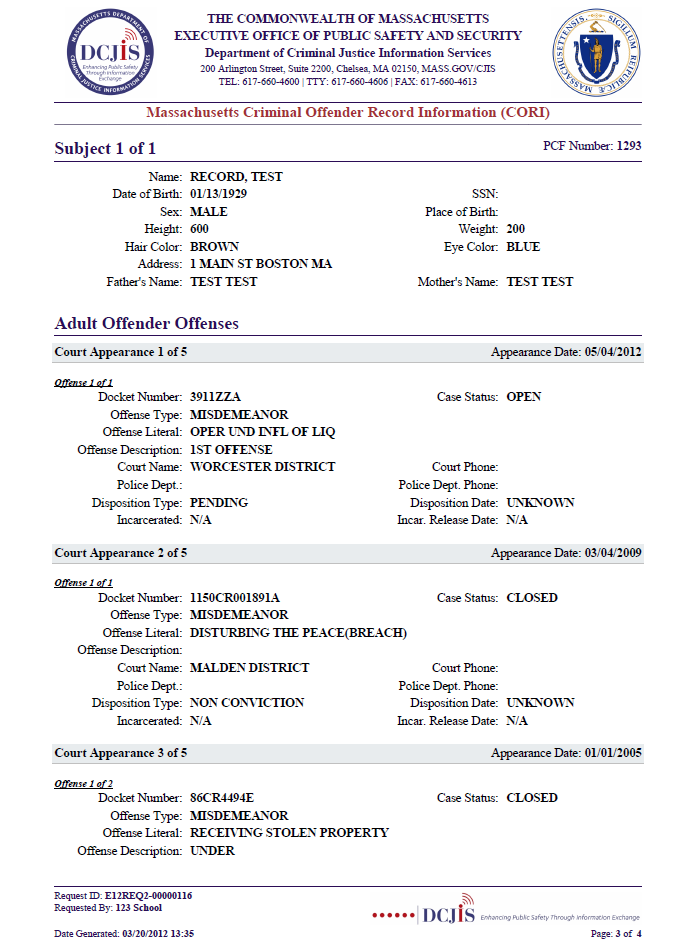 MASSACHUSETTS DEPARTMENT OF
CRIMINAL JUSTICE INFORMATION SERVICES
DCJIS
Enhancing Public Safety
Through Information
Exchange
THE COMMONWEALTH OF MASSACHUSETTS
EXECUTIVE OFFICE OF PUBLIC SAFETY AND SECURITY
Department of Criminal Justice Information Services
200 Arlington Street, Suite 2200, Chelsea, MA 02150, MASS.GOV/CJIS
TEL: 617-660-4600 | TTY: 617-660-4606 | FAX: 617-660-4613
SIGILLUM REIPUBLICÆ MASSACHUSETTENSIS
Massachusetts Criminal Offender Record Information (CORI)
Subject 1 of 1 PCF Number: 1293
Name: RECORD, TEST
Date of Birth: 01/13/1929 SSN:
Sex: MALE Place of Birth:
Height: 600 Weight: 200
Hair Color: BROWN Eye Color: BLUE
Address: 1 MAIN ST BOSTON MA
Father's Name: TEST TEST Mother's Name: TEST TEST
Adult Offender Offenses
Court Appearance 1 of 5 Appearance Date: 05/04/2012
Offense 1 of 1
Docket Number: 3911ZZA Case Status: OPEN
Offense Type: MISDEMEANOR
Offense Literal: OPER UND INFL OF LIQ
Offense Description: 1ST OFFENSE
Court Name: WORCESTER DISTRICT Court Phone:
Police Dept.: Police Dept. Phone:
Disposition Type: PENDING Disposition Date: UNKNOWN
Incarcerated: N/A Incar. Release Date: N/A
Court Appearance 2 of 5 Appearance Date: 03/04/2009
Offense 1 of 1
Docket Number: 1150CR001891A Case Status: CLOSED
Offense Type: MISDEMEANOR
Offense Literal: DISTURBING THE PEACE(BREACH)
Offense Description:
Court Name: MALDEN DISTRICT Court Phone:
Police Dept.: Police Dept. Phone:
Disposition Type: NON CONVICTION Disposition Date: UNKNOWN
Incarcerated: N/A Incar. Release Date: N/A
Court Appearance 3 of 5 Appearance Date: 01/01/2005
Offense 1 of 2
Docket Number: 86CR4494E Case Status: CLOSED
Offense Type: MISDEMEANOR
Offense Literal: RECEIVING STOLEN PROPERTY
Offense Description: UNDER
Request ID: E12REQ2-00000116
Requested By: 123 School
DCJIS Enhancing Public Safety Through Information Exchange
Date Generated: 03/20/2012 13:35 Page: 3 of 4